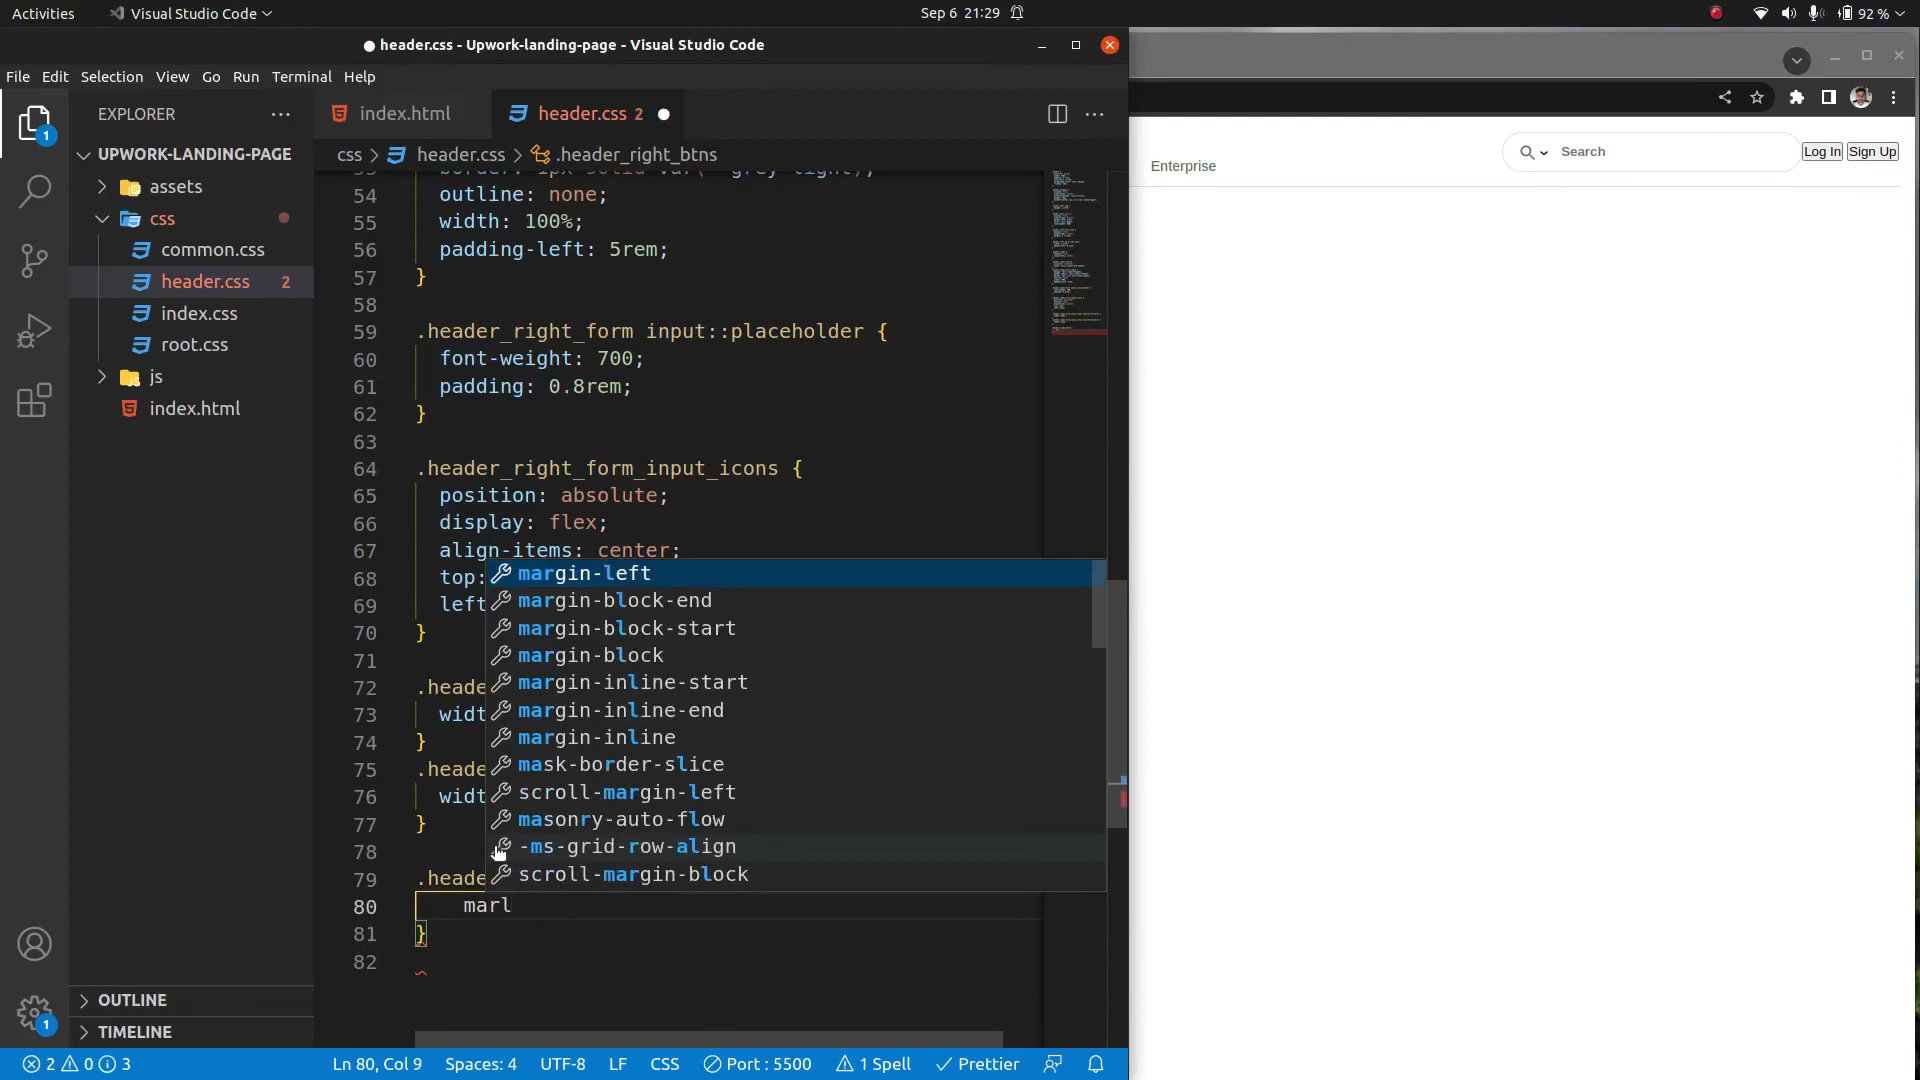 Activities
Visual Studio Code
Sep 6 21:29
92 %
● header.css - Upwork-landing-page - Visual Studio Code
File Edit Selection View Go Run Terminal Help
EXPLORER
index.html
header.css 2
UPWORK-LANDING-PAGE
css > header.css > .header_right_btns
assets
css
common.css
header.css 2
index.css
root.css
js
index.html
OUTLINE
TIMELINE
1
1
54 outline: none;
55 width: 100%;
56 padding-left: 5rem;
57 }
58
59 .header_right_form input::placeholder {
60 font-weight: 700;
61 padding: 0.8rem;
62 }
63
64 .header_right_form_input_icons {
65 position: absolute;
66 display: flex;
67 align-items: center;
68 top:
69 left
70 }
71
72 .heade
73 widt
74 }
75 .heade
76 widt
77 }
78
79 .heade
80 marl
81 }
82
margin-left
margin-block-end
margin-block-start
margin-block
margin-inline-start
margin-inline-end
margin-inline
mask-border-slice
scroll-margin-left
masonry-auto-flow
-ms-grid-row-align
scroll-margin-block
2 0 3
Ln 80, Col 9
Spaces: 4
UTF-8
LF
CSS
Port : 5500
1 Spell
Prettier
Enterprise
Search
Log In
Sign Up